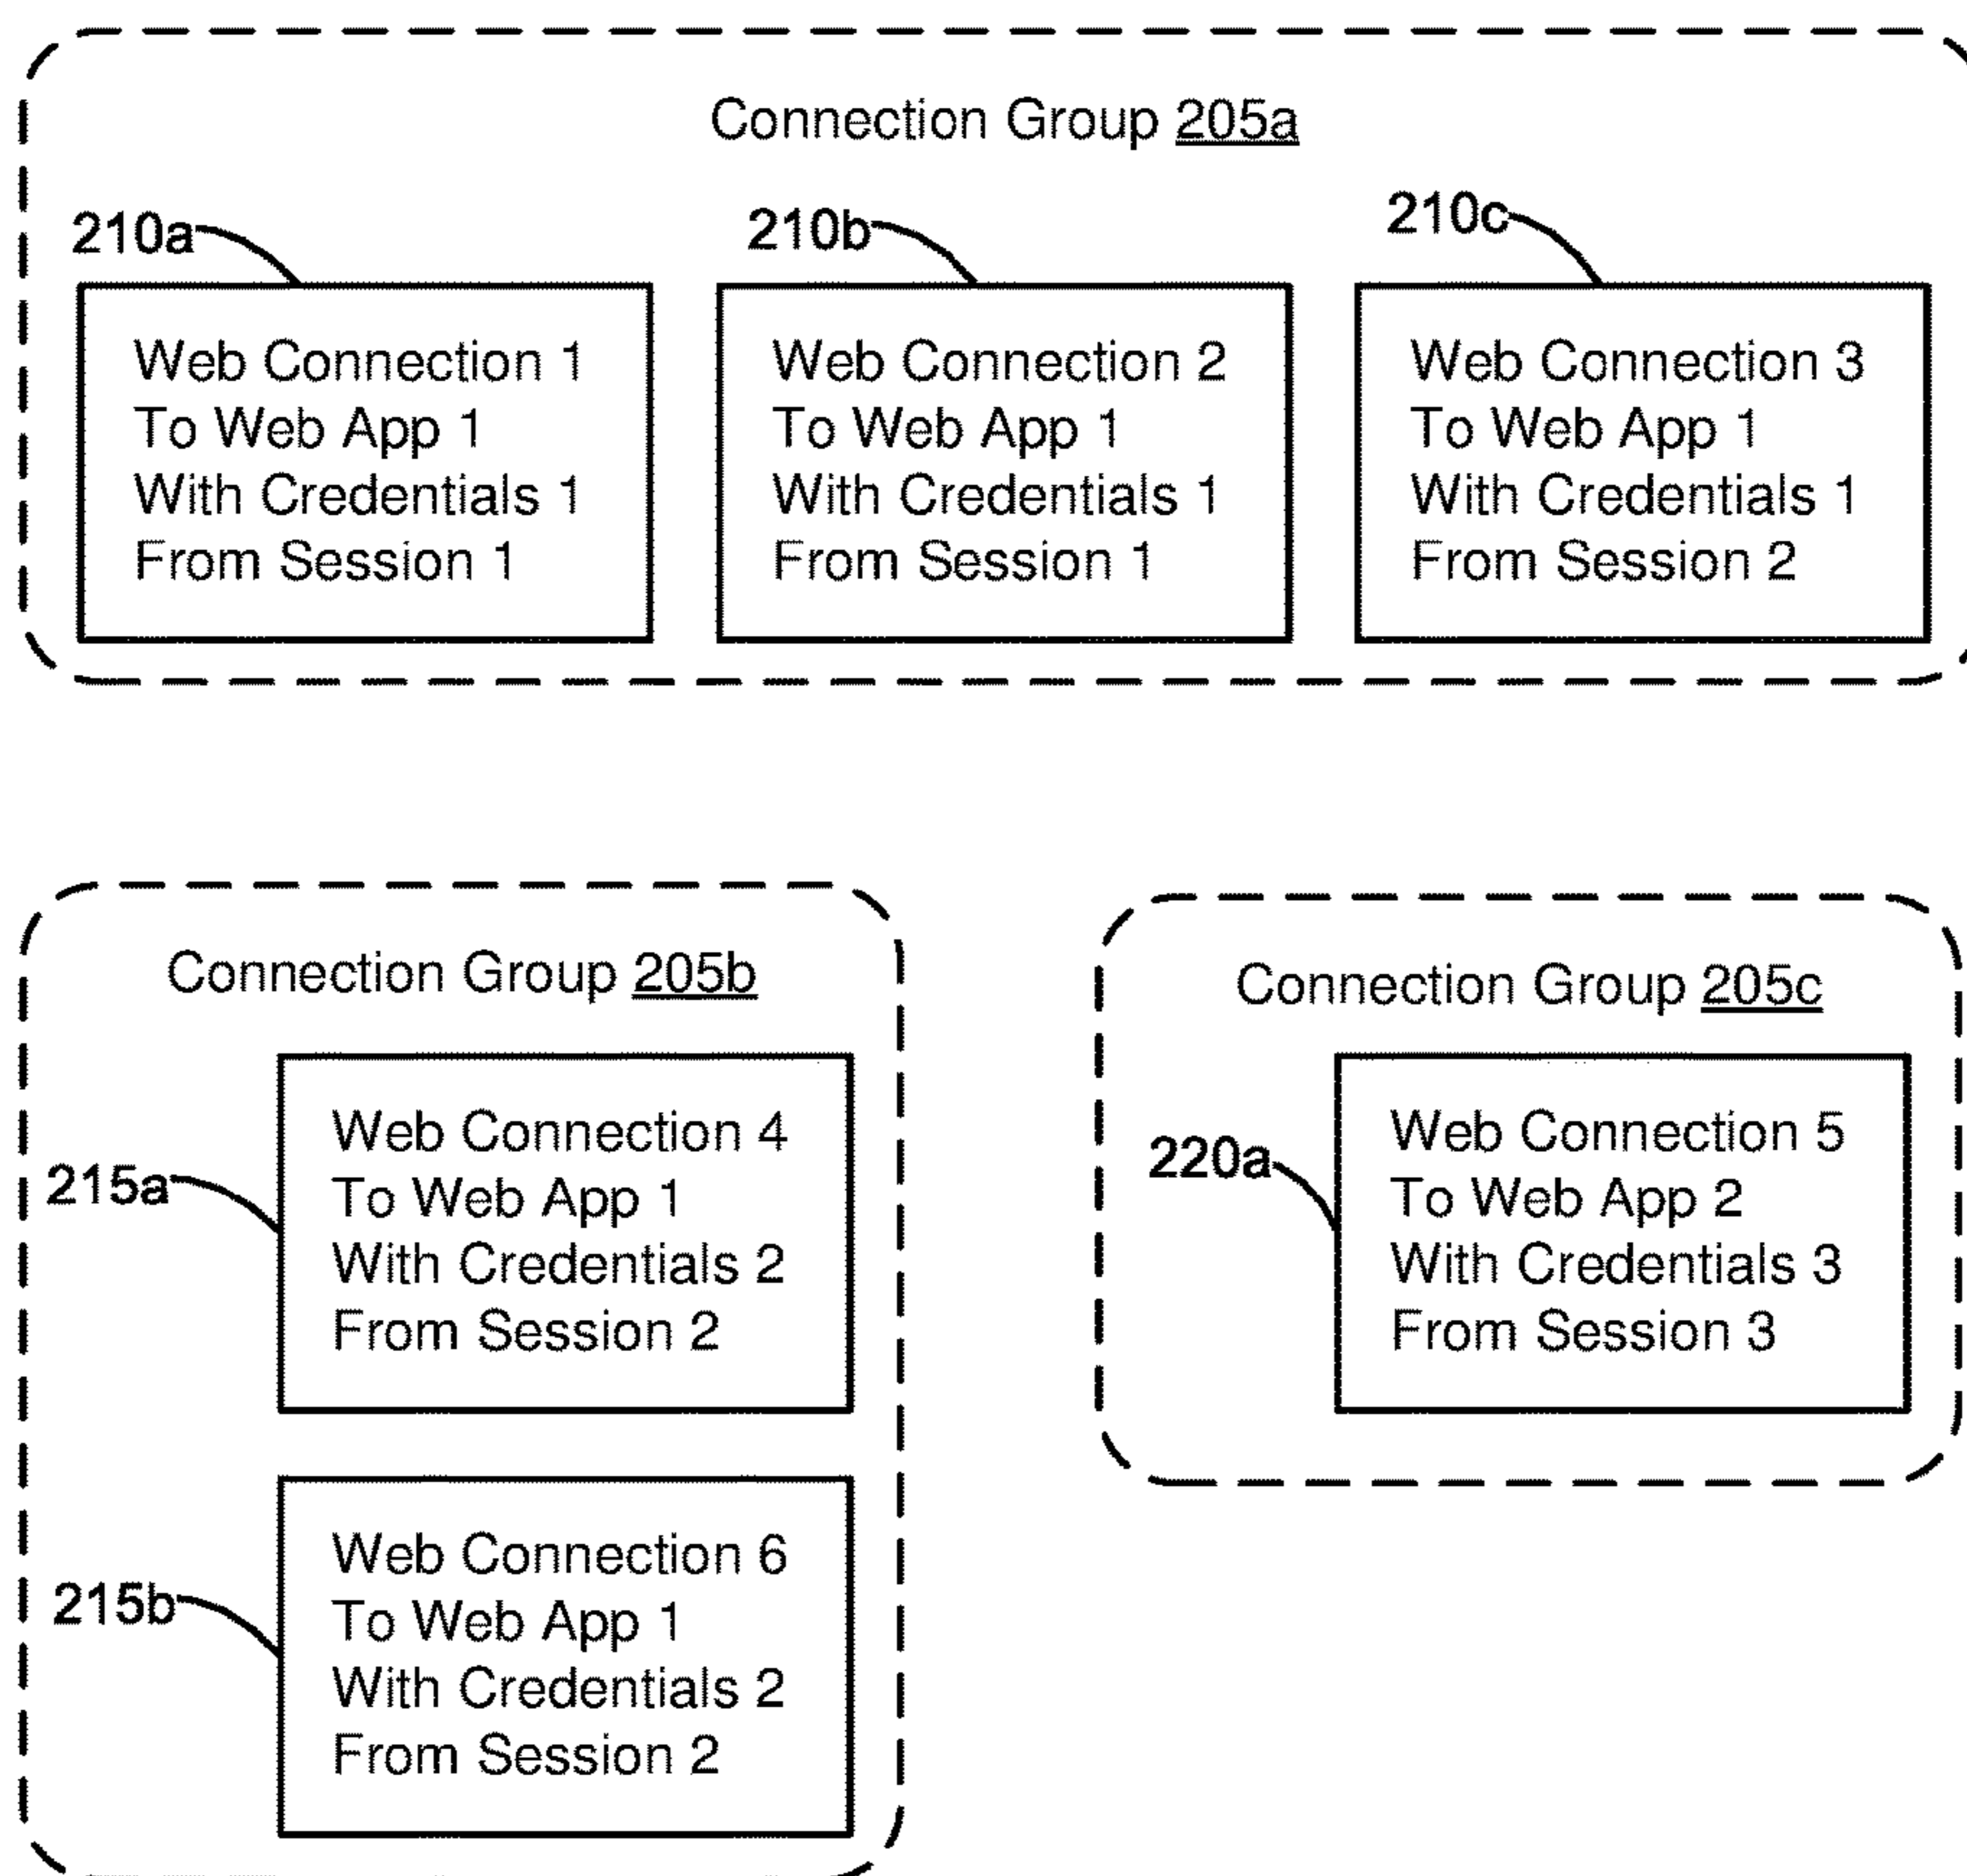 Connection Group 205a
210a
210b
210c
Web Connection 1
To Web App 1
With Credentials 1
From Session 1
Web Connection 2
To Web App 1
With Credentials 1
From Session 1
Web Connection 3
To Web App 1
With Credentials 1
From Session 2
Connection Group 205b
215a
Web Connection 4
To Web App 1
With Credentials 2
From Session 2
215b
Web Connection 6
To Web App 1
With Credentials 2
From Session 2
Connection Group 205c
220a
Web Connection 5
To Web App 2
With Credentials 3
From Session 3